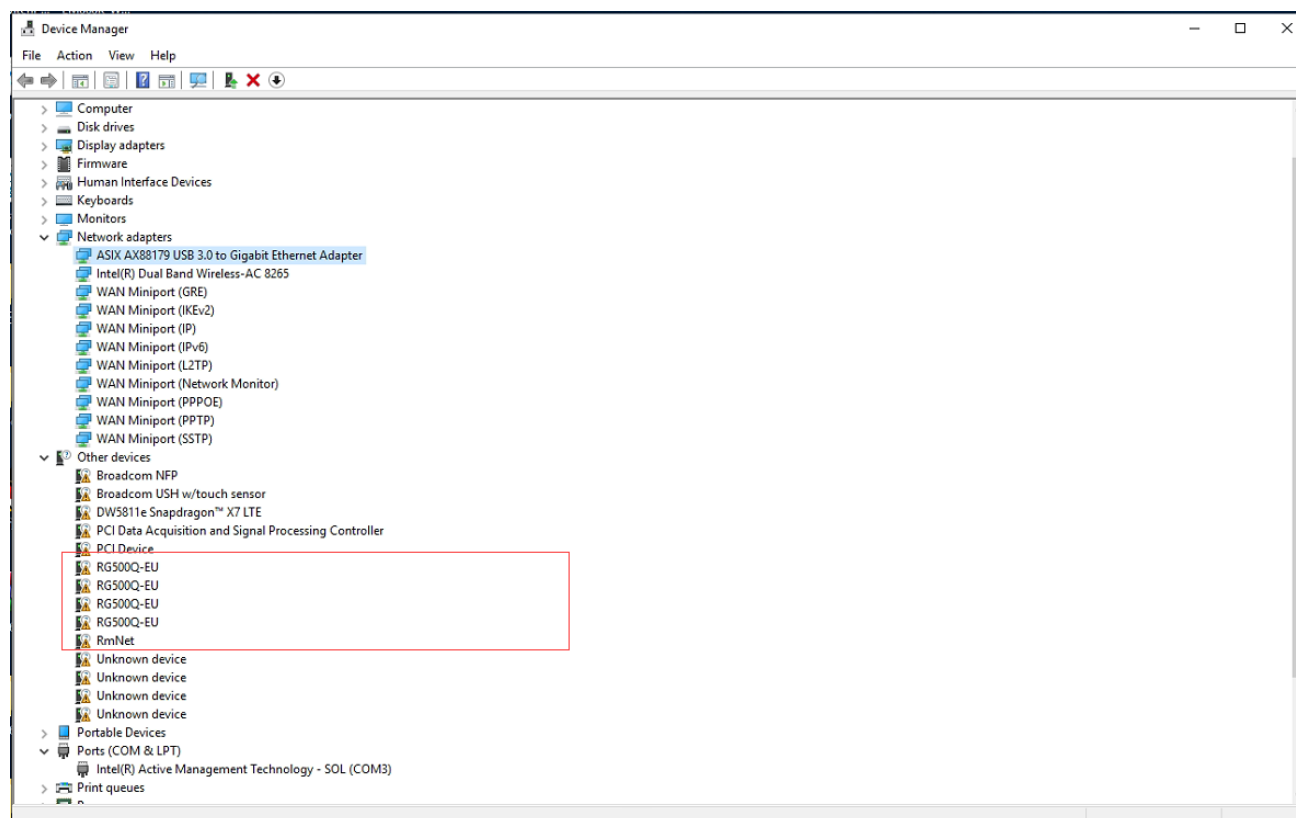 Device Manager
File Action View Help
Computer
Disk drives
Display adapters
Firmware
Human Interface Devices
Keyboards
Monitors
Network adapters
ASIX AX88179 USB 3.0 to Gigabit Ethernet Adapter
Intel(R) Dual Band Wireless-AC 8265
WAN Miniport (GRE)
WAN Miniport (IKEv2)
WAN Miniport (IP)
WAN Miniport (IPv6)
WAN Miniport (L2TP)
WAN Miniport (Network Monitor)
WAN Miniport (PPPOE)
WAN Miniport (PPTP)
WAN Miniport (SSTP)
Other devices
Broadcom NFP
Broadcom USH w/touch sensor
DW5811e Snapdragon™ X7 LTE
PCI Data Acquisition and Signal Processing Controller
PCI Device
RG500Q-EU
RG500Q-EU
RG500Q-EU
RG500Q-EU
RmNet
Unknown device
Unknown device
Unknown device
Unknown device
Portable Devices
Ports (COM & LPT)
Intel(R) Active Management Technology - SOL (COM3)
Print queues